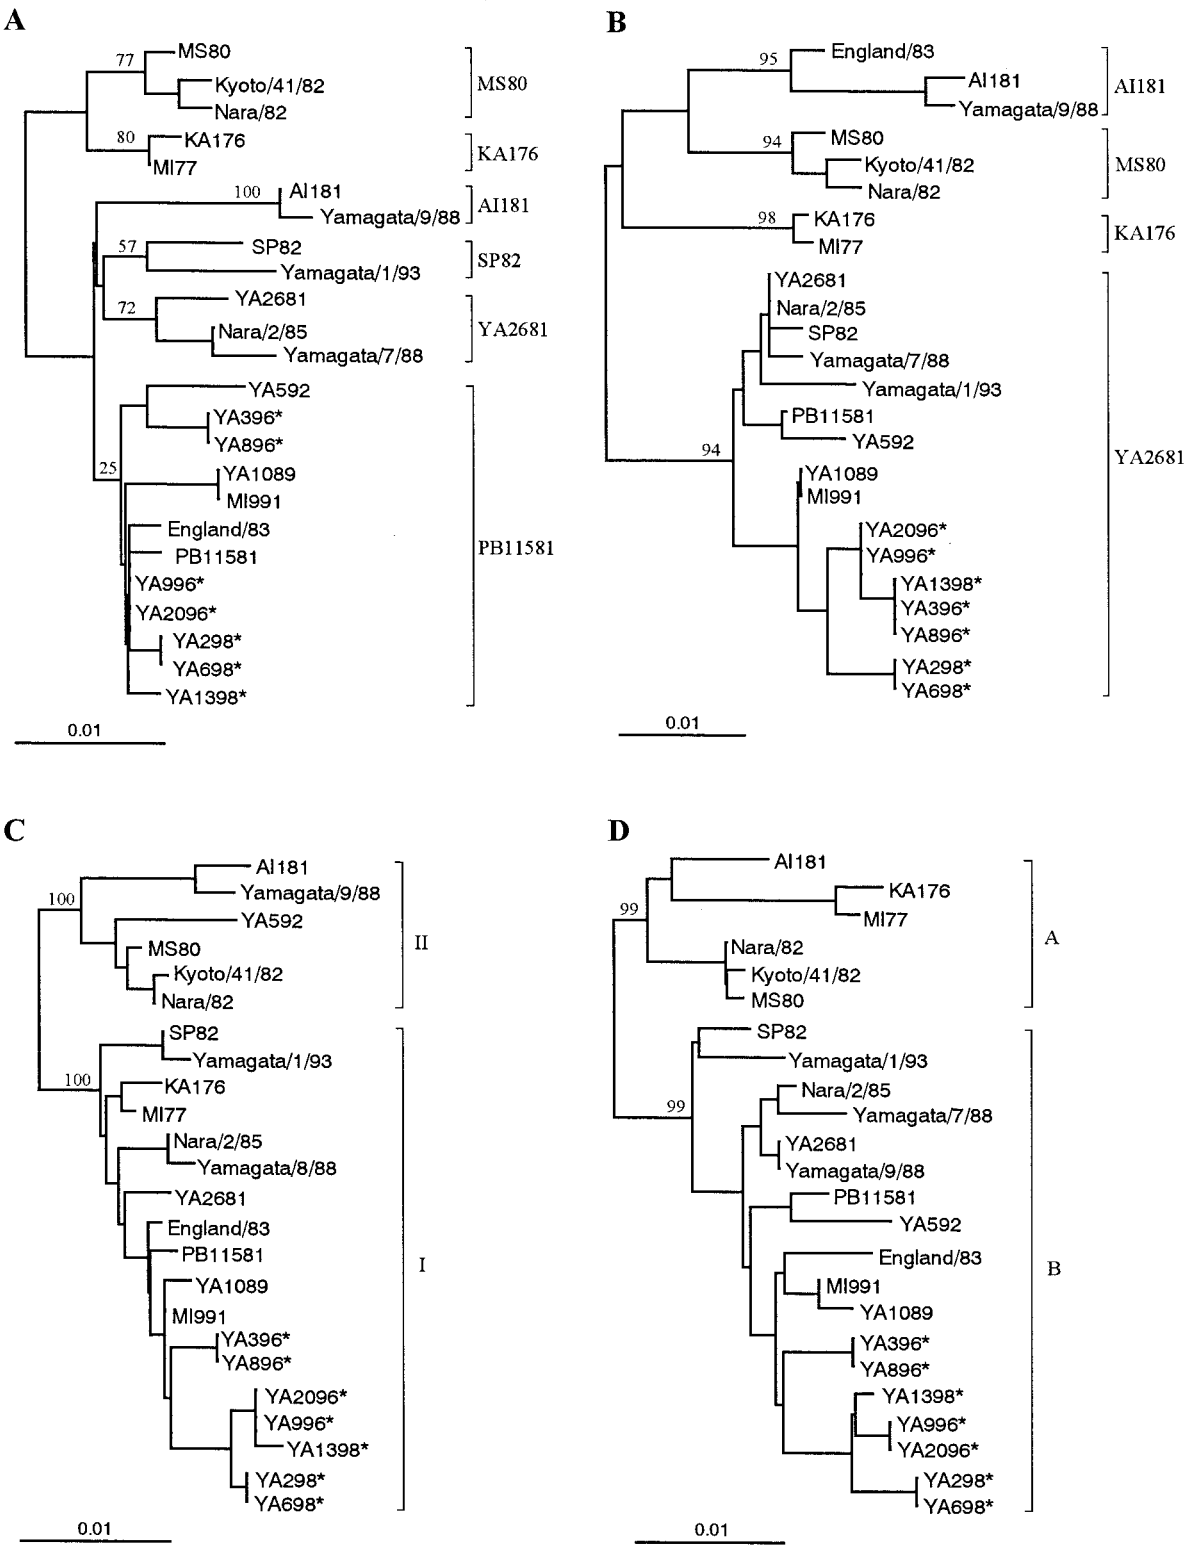 A
77
MS80
Kyoto/41/82
Nara/82
MS80
80
KA176
MI77
KA176
100
AI181
Yamagata/9/88
AI181
57
SP82
Yamagata/1/93
SP82
72
YA2681
Nara/2/85
Yamagata/7/88
YA2681
25
YA592
YA396*
YA896*
YA1089
MI991
England/83
PB11581
YA996*
YA2096*
YA298*
YA698*
YA1398*
PB11581
0.01
B
95
England/83
AI181
Yamagata/9/88
AI181
94
MS80
Kyoto/41/82
Nara/82
MS80
98
KA176
MI77
KA176
94
YA2681
Nara/2/85
SP82
Yamagata/7/88
Yamagata/1/93
PB11581
YA592
YA1089
MI991
YA2096*
YA996*
YA1398*
YA396*
YA896*
YA298*
YA698*
YA2681
0.01
C
100
AI181
Yamagata/9/88
YA592
MS80
Kyoto/41/82
Nara/82
II
100
SP82
Yamagata/1/93
KA176
MI77
Nara/2/85
Yamagata/8/88
YA2681
England/83
PB11581
YA1089
MI991
YA396*
YA896*
YA2096*
YA996*
YA1398*
YA298*
YA698*
I
0.01
D
99
AI181
KA176
MI77
Nara/82
Kyoto/41/82
MS80
A
99
SP82
Yamagata/1/93
Nara/2/85
Yamagata/7/88
YA2681
Yamagata/9/88
PB11581
YA592
England/83
MI991
YA1089
YA396*
YA896*
YA1398*
YA996*
YA2096*
YA298*
YA698*
B
0.01